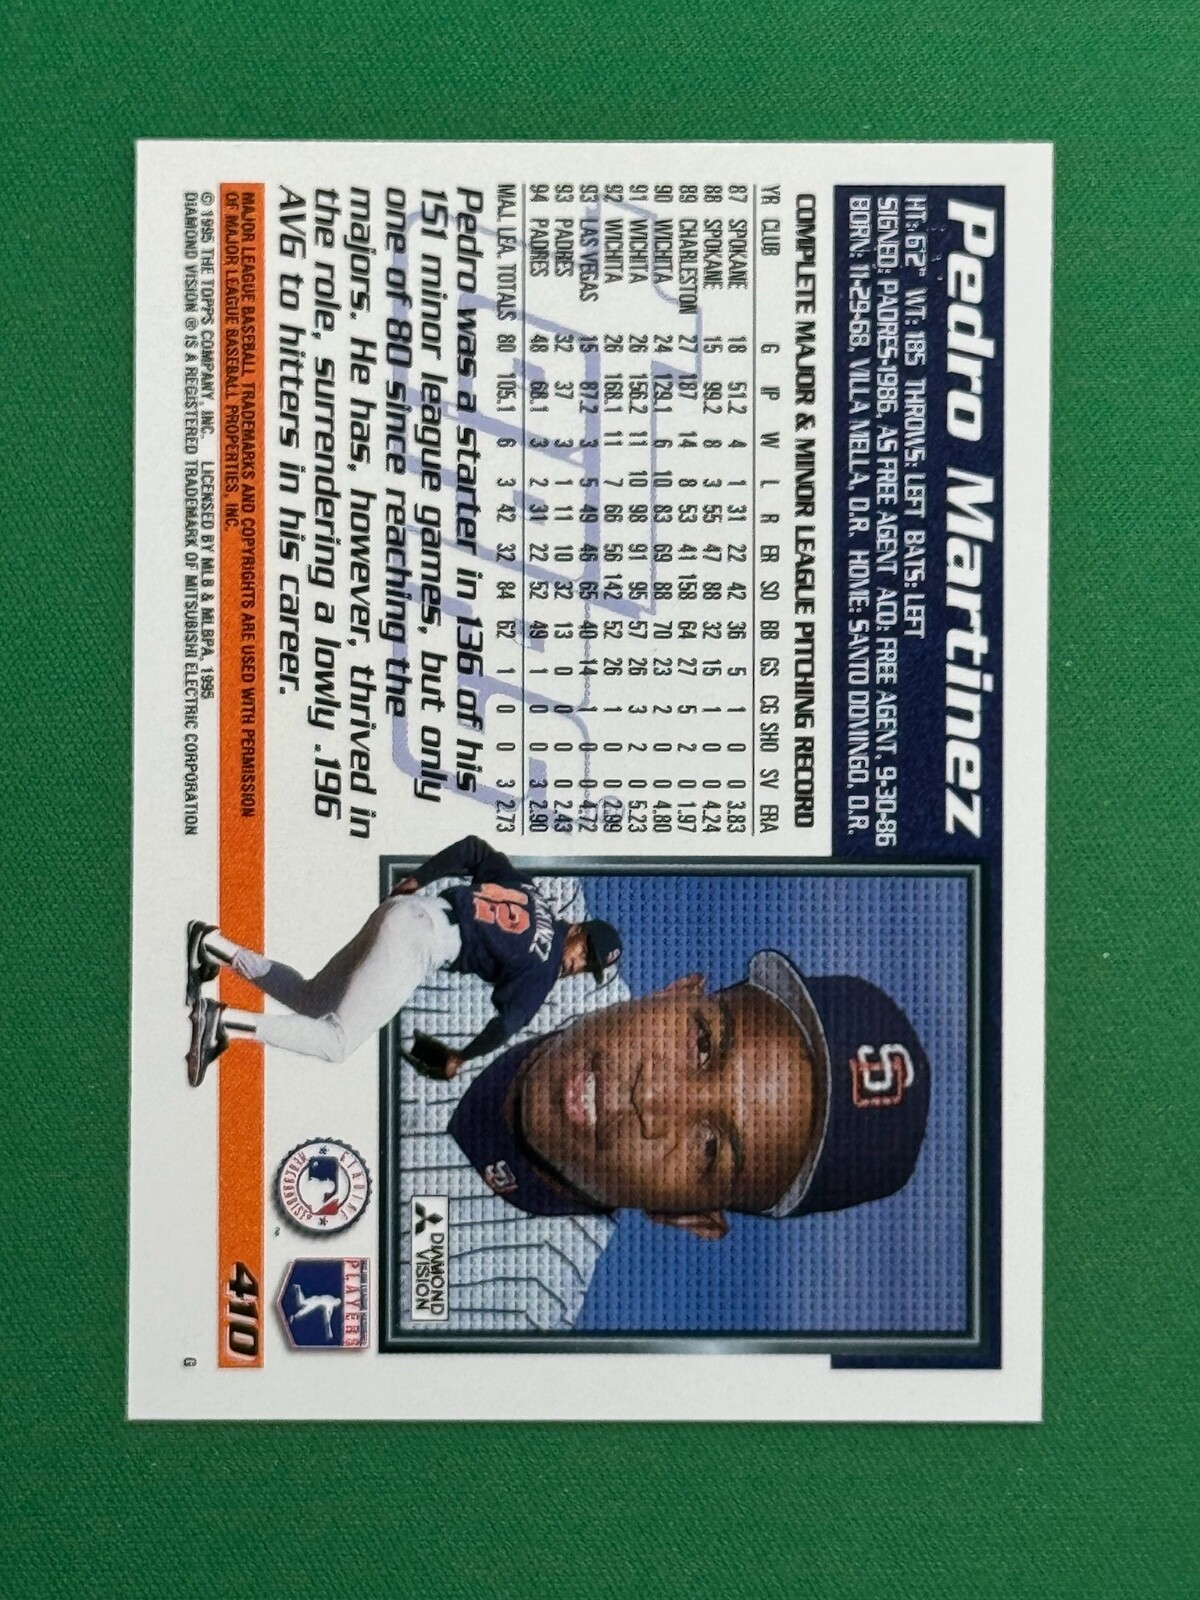 Pedro Martinez
HT: 6'2" WT: 185 THROWS: LEFT BATS: LEFT
SIGNED: PADRES-1986, AS FREE AGENT ACQ: FREE AGENT, 9-30-86
BORN: 11-29-68, VILLA MELLA, D.R. HOME: SANTO DOMINGO, D.R.
COMPLETE MAJOR & MINOR LEAGUE PITCHING RECORD
YR CLUB G IP W L R ER SO BB GS CG SHO SV ERA
87 SPOKANE 18 51.2 4 1 31 22 42 36 5 1 0 0 3.83
88 SPOKANE 15 99.2 8 3 55 47 88 32 15 1 0 0 4.24
89 CHARLESTON 27 187 14 8 53 41 158 64 27 5 2 0 1.97
90 WICHITA 24 129.1 6 10 83 69 88 70 23 2 0 0 4.80
91 WICHITA 26 156.2 11 10 98 91 95 57 26 3 2 0 5.23
92 WICHITA 26 168.1 11 7 66 56 142 52 26 1 0 0 2.99
93 LAS VEGAS 15 87.2 3 5 49 46 65 40 14 1 0 0 4.72
93 PADRES 32 37 3 1 11 10 32 13 0 0 0 0 2.43
94 PADRES 48 68.1 3 2 31 22 52 49 1 0 0 3 2.90
MAJ. LEA. TOTALS 80 105.1 6 3 42 32 84 62 1 0 0 3 2.73
Pedro was a starter in 136 of his
151 minor league games, but only
one of 80 since reaching the
majors. He has, however, thrived in
the role, surrendering a lowly .196
AVG to hitters in his career.
MAJOR LEAGUE BASEBALL TRADEMARKS AND COPYRIGHTS ARE USED WITH PERMISSION
OF MAJOR LEAGUE BASEBALL PROPERTIES, INC.
© 1995 THE TOPPS COMPANY, INC. LICENSED BY MLB & MLBPA, 1995
DIAMOND VISION ® IS A REGISTERED TRADEMARK OF MITSUBISHI ELECTRIC CORPORATION
DIAMOND
VISION
GENUINE
MERCHANDISE
PLAYERS
410
G